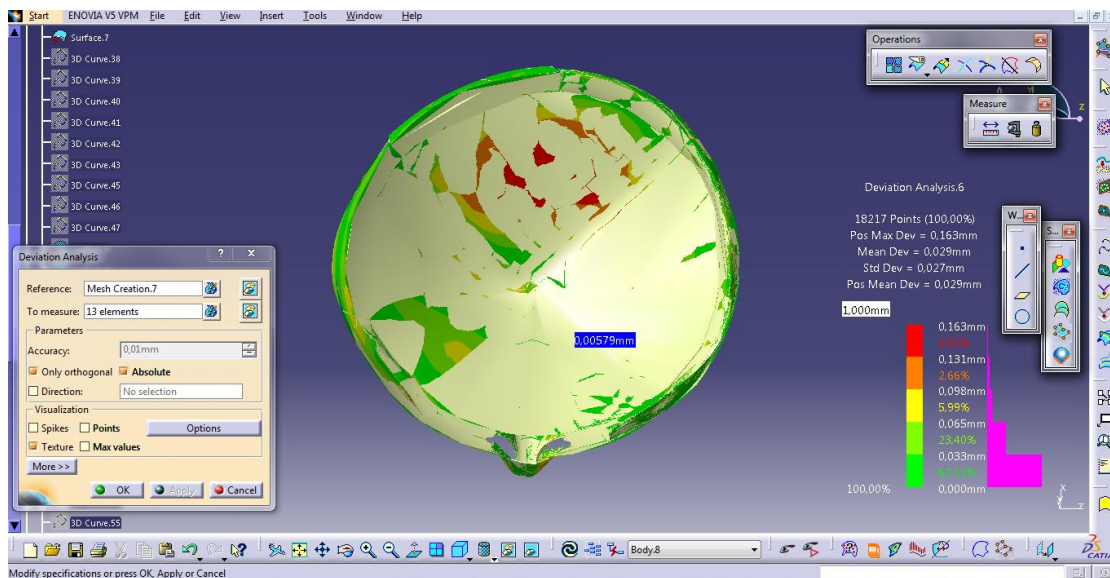 Start ENOVIA V5 VPM File Edit View Insert Tools Window Help
Surface.7
3D Curve.38
3D Curve.39
3D Curve.40
3D Curve.41
3D Curve.42
3D Curve.43
3D Curve.45
3D Curve.46
3D Curve.47
Operations
Measure
z
Deviation Analysis.6
18217 Points (100,00%)
Pos Max Dev = 0,163mm
Mean Dev = 0,029mm
Std Dev = 0,027mm
Pos Mean Dev = 0,029mm
W...
S...
1,000mm
0,163mm
0,131mm
2.66%
0,098mm
5,99%
0,065mm
23.40%
0,033mm
100,00% 0,000mm
0,00579mm
Deviation Analysis ? X
Reference: Mesh Creation.7
To measure: 13 elements
Parameters
Accuracy: 0,01mm
Only orthogonal Absolute
Direction: No selection
Visualization
Spikes Points Options
Texture Max values
More >>
OK Apply Cancel
3D Curve.55
x
z
Body.8
CATIA
Modify specifications or press OK, Apply or Cancel